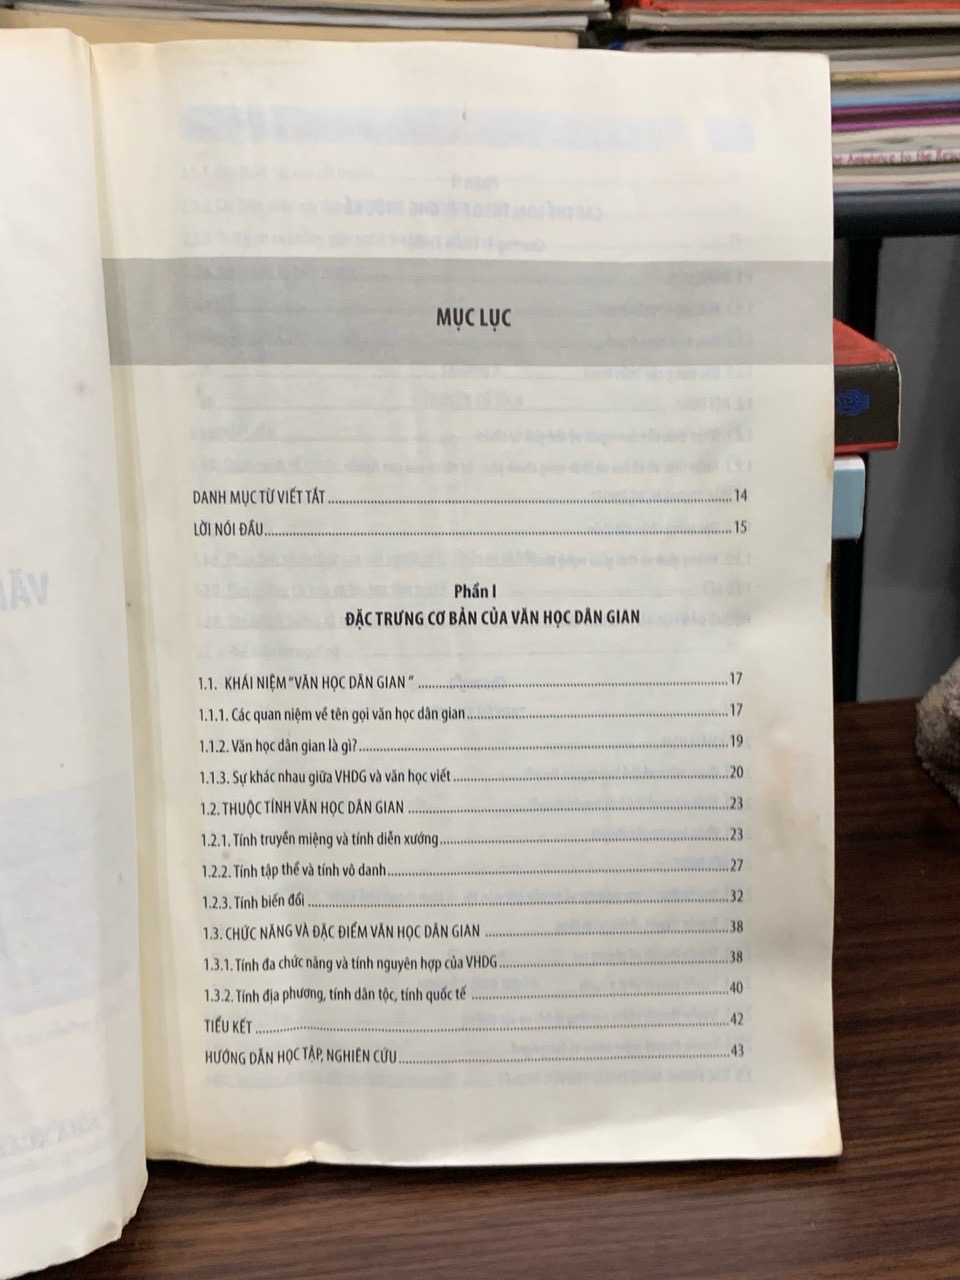 MỤC LỤC
DANH MỤC TỪ VIẾT TẮT ........ 14
LỜI NÓI ĐẦU ........ 15
Phần I
ĐẶC TRƯNG CƠ BẢN CỦA VĂN HỌC DÂN GIAN
1.1. KHÁI NIỆM "VĂN HỌC DÂN GIAN " ........ 17
1.1.1. Các quan niệm về tên gọi văn học dân gian ........ 17
1.1.2. Văn học dân gian là gì? ........ 19
1.1.3. Sự khác nhau giữa VHDG và văn học viết ........ 20
1.2. THUỘC TÍNH VĂN HỌC DÂN GIAN ........ 23
1.2.1. Tính truyền miệng và tính diễn xướng ........ 23
1.2.2. Tính tập thể và tính vô danh ........ 27
1.2.3. Tính biến đổi ........ 32
1.3. CHỨC NĂNG VÀ ĐẶC ĐIỂM VĂN HỌC DÂN GIAN ........ 38
1.3.1. Tính đa chức năng và tính nguyên hợp của VHDG ........ 38
1.3.2. Tính địa phương, tính dân tộc, tính quốc tế ........ 40
TIỂU KẾT ........ 42
HƯỚNG DẪN HỌC TẬP, NGHIÊN CỨU ........ 43